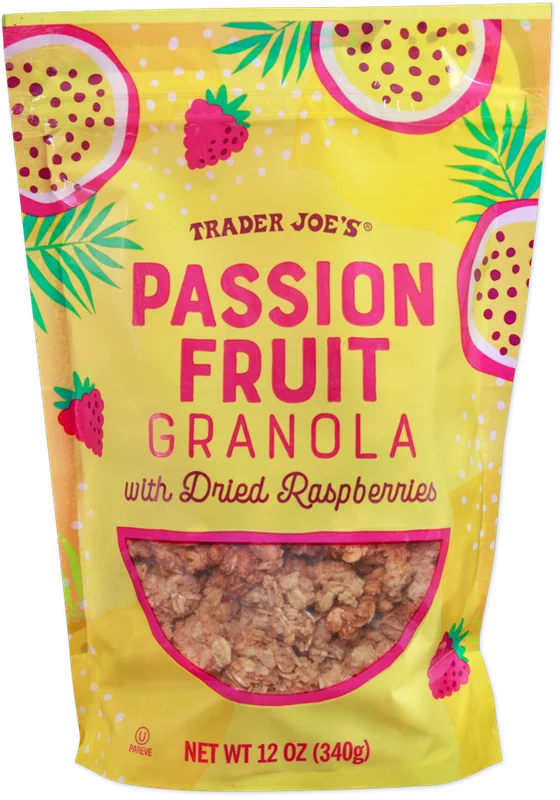 TRADER JOE'S®
PASSION
FRUIT
GRANOLA
with Dried Raspberries
U
PAREVE
NET WT 12 OZ (340g)